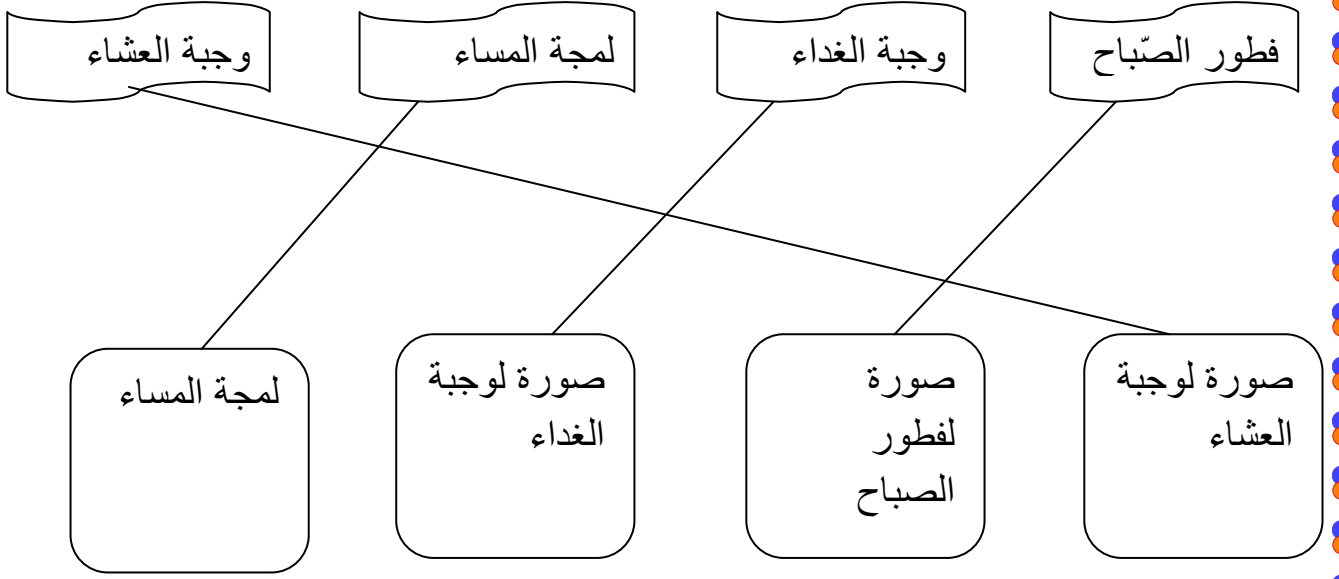 فطور الصّباح
وجبة الغداء
لمجة المساء
وجبة العشاء
صورة لوجبة
العشاء
صورة
لفطور
الصباح
صورة لوجبة
الغداء
لمجة المساء